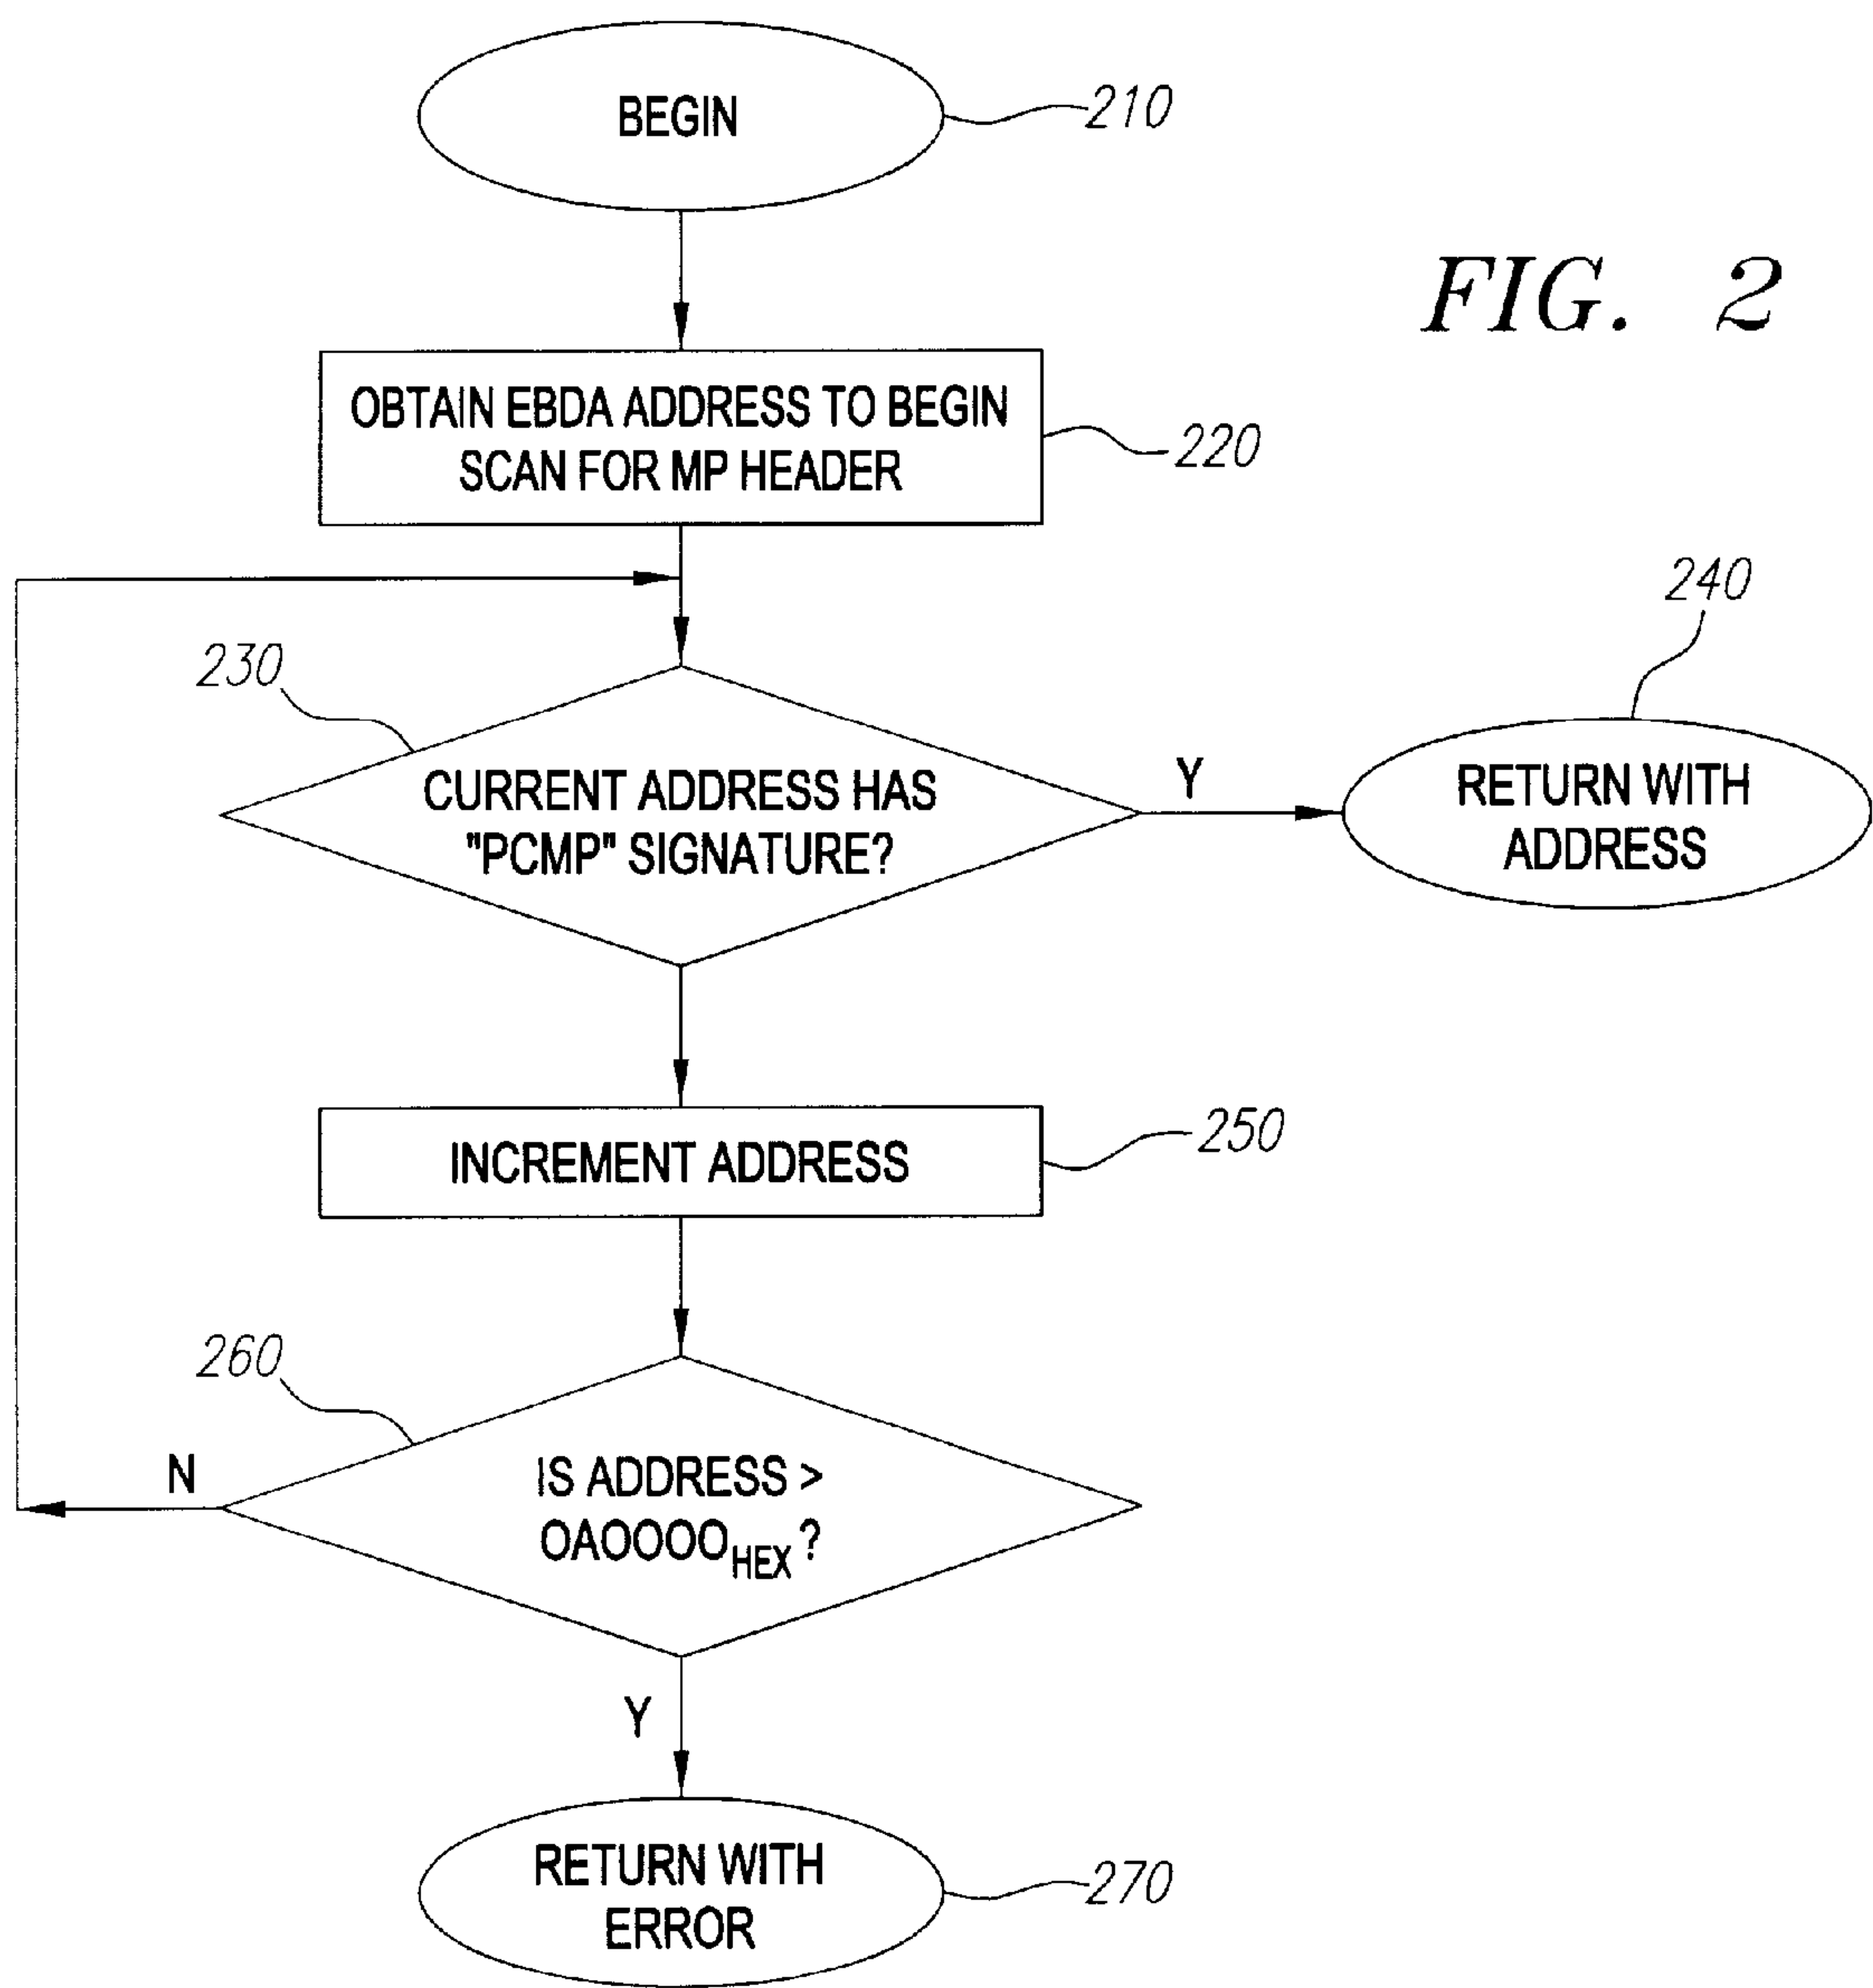 BEGIN
210
FIG. 2
OBTAIN EBDA ADDRESS TO BEGIN
SCAN FOR MP HEADER
220
240
230
CURRENT ADDRESS HAS
"PCMP" SIGNATURE?
Y
RETURN WITH
ADDRESS
INCREMENT ADDRESS
250
260
N
IS ADDRESS >
OAOOOOHEX ?
Y
RETURN WITH
ERROR
270